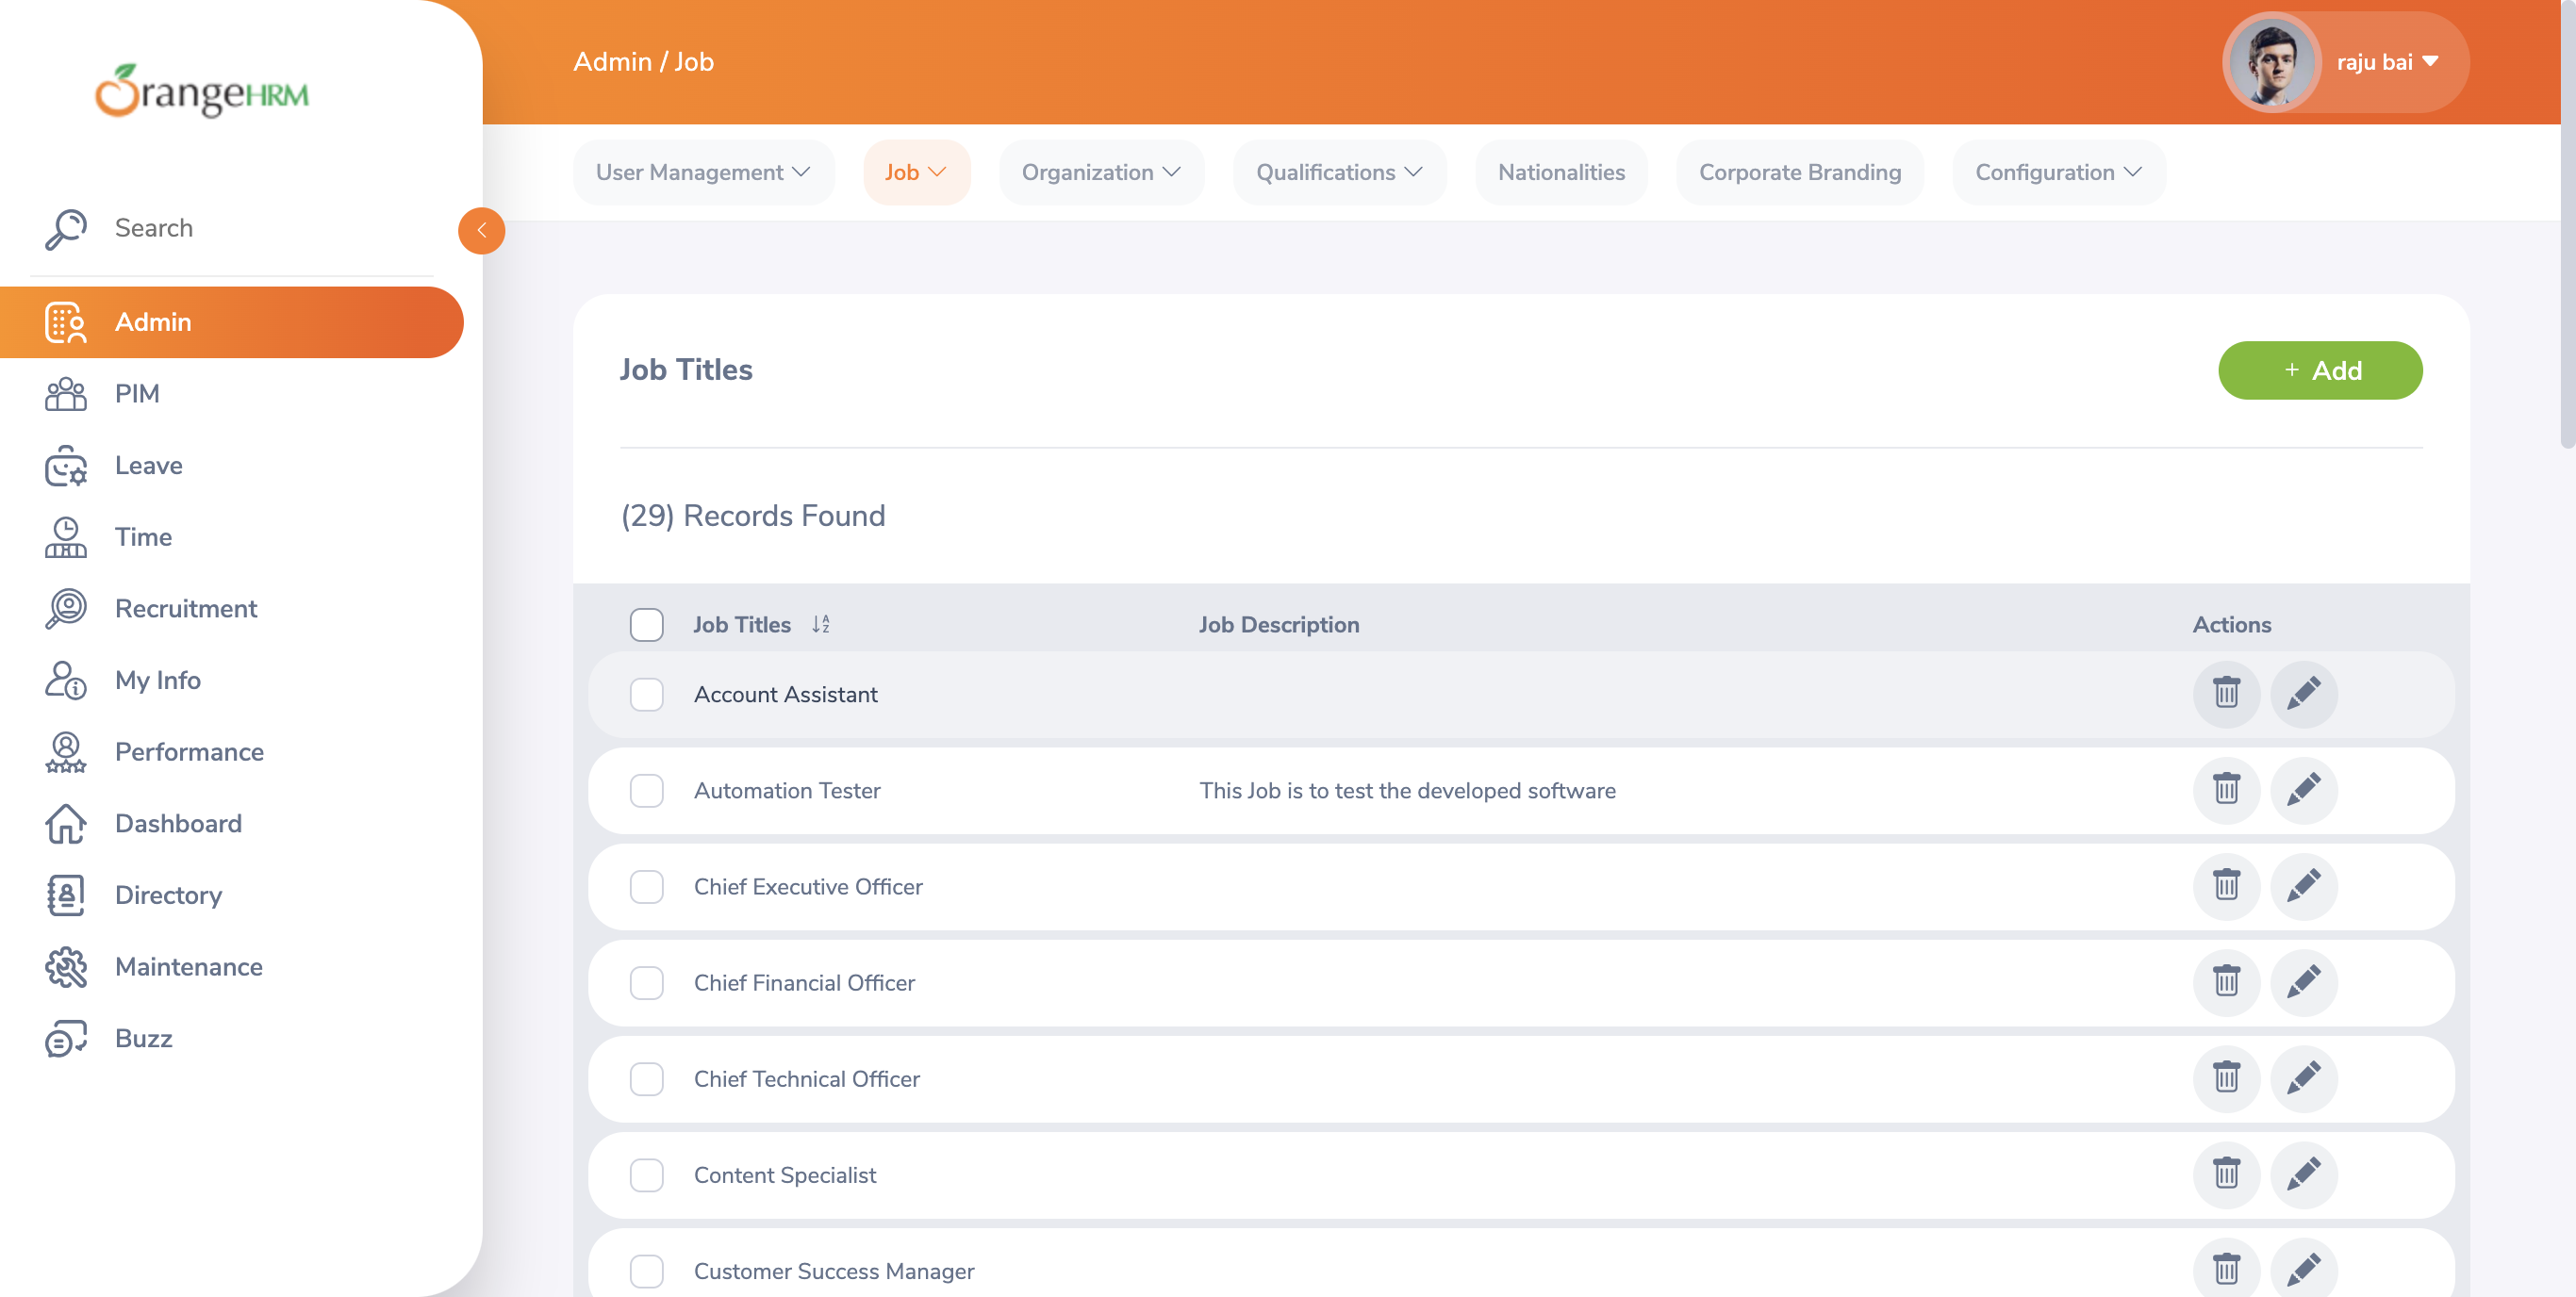 OrangeHRM
Admin / Job
raju bai
User Management
Job
Organization
Qualifications
Nationalities
Corporate Branding
Configuration
Search
Admin
PIM
Leave
Time
Recruitment
My Info
Performance
Dashboard
Directory
Maintenance
Buzz
Job Titles
+ Add
(29) Records Found
Job Titles
Job Description
Actions
Account Assistant
Automation Tester
This Job is to test the developed software
Chief Executive Officer
Chief Financial Officer
Chief Technical Officer
Content Specialist
Customer Success Manager